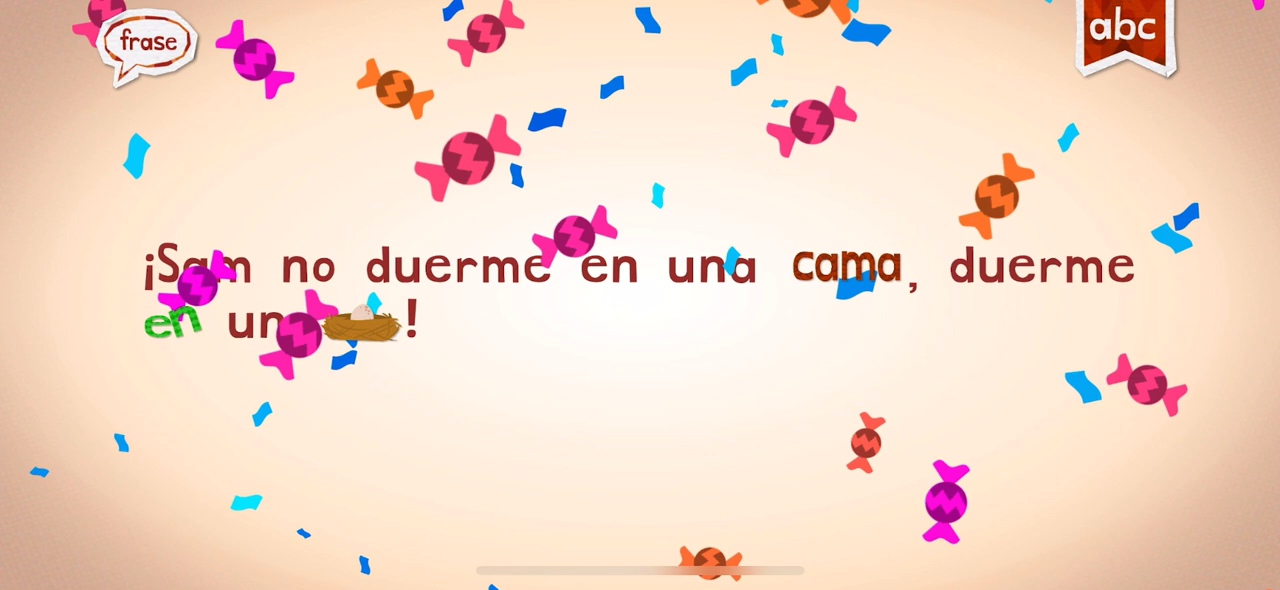 frase
abc
¡Sam no duerme en una cama, duerme
en un !